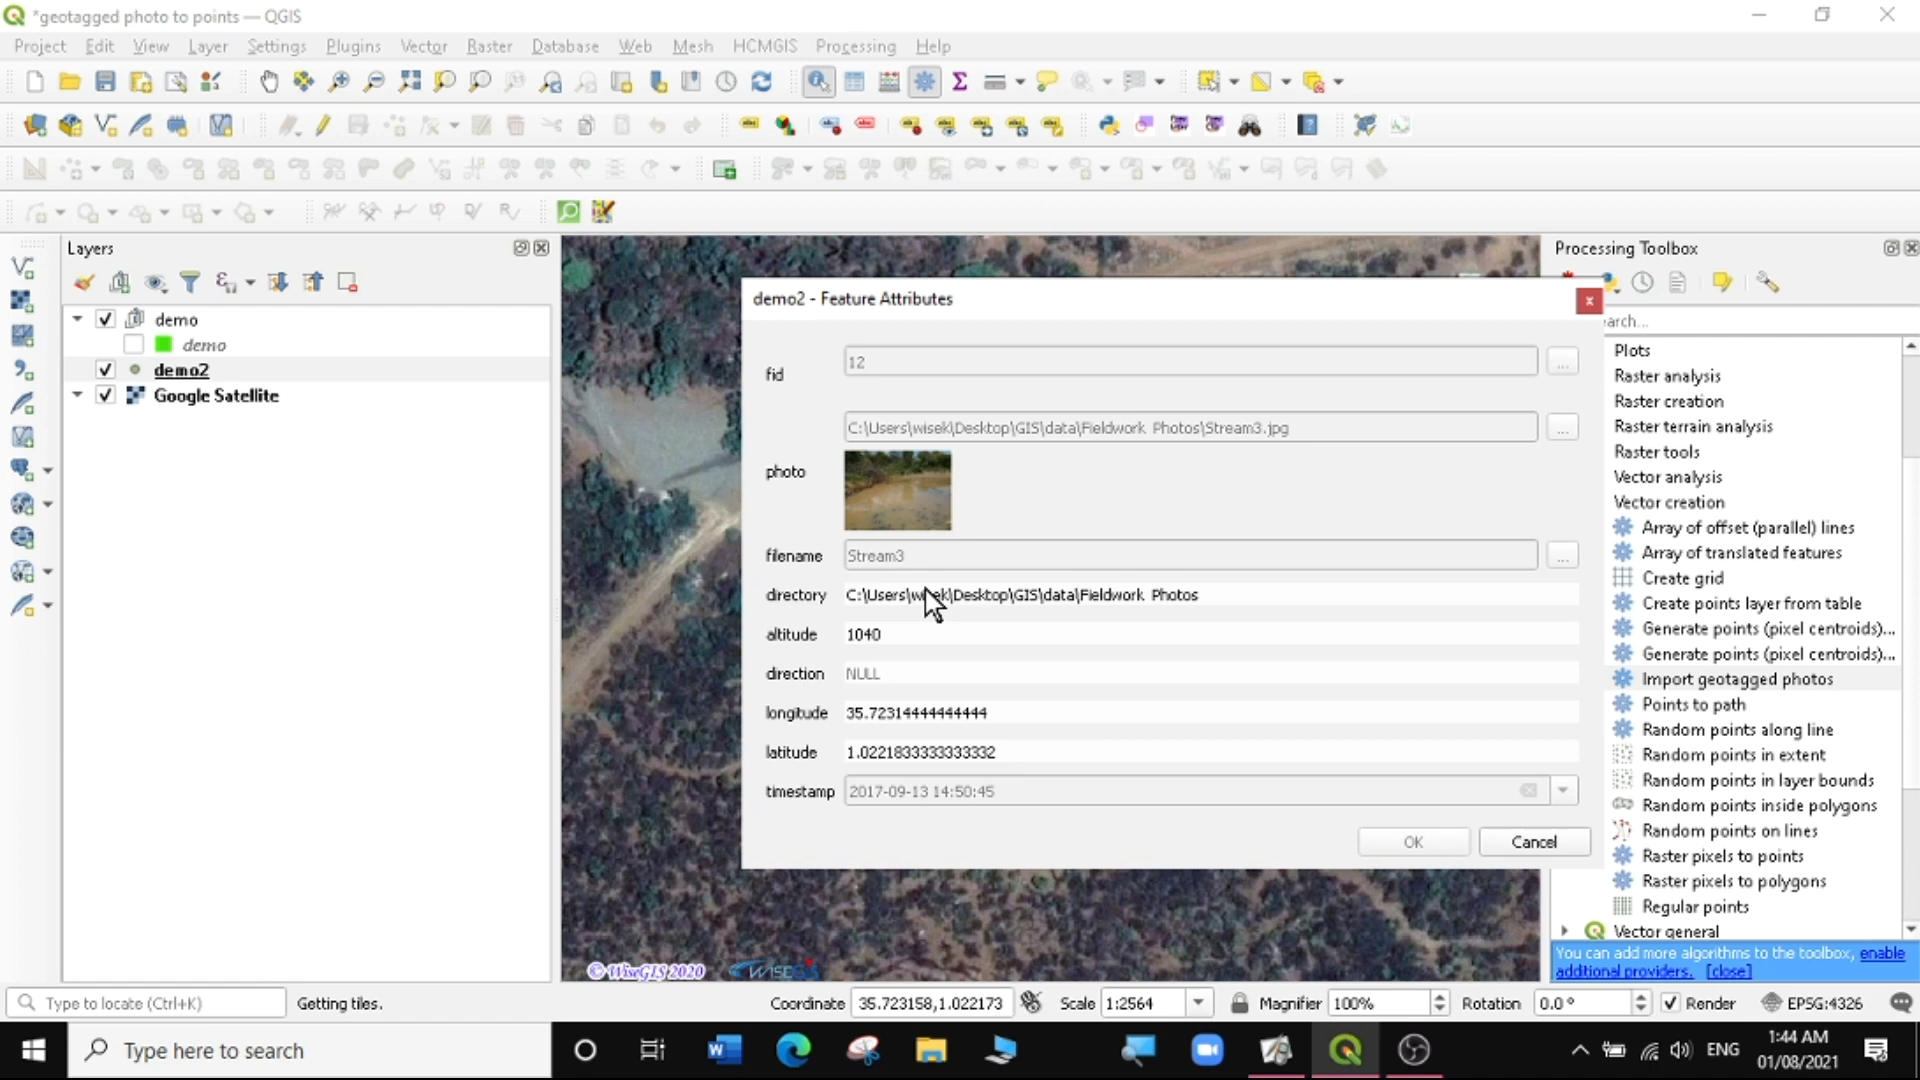 *geotagged photo to points — QGIS
Project Edit View Layer Settings Plugins Vector Raster Database Web Mesh HCMGIS Processing Help
Layers
demo
demo
demo2
Google Satellite
demo2 - Feature Attributes
fid 12 ...
C:\Users\wisek\Desktop\GIS\data\Fieldwork Photos\Stream3.jpg ...
photo
filename Stream3 ...
directory C:\Users\wisek\Desktop\GIS\data\Fieldwork Photos
altitude 1040
direction NULL
longitude 35.72314444444444
latitude 1.0221833333333332
timestamp 2017-09-13 14:50:45
OK Cancel
© WiseGIS 2020 WISEGIS
Processing Toolbox
arch...
Plots
Raster analysis
Raster creation
Raster terrain analysis
Raster tools
Vector analysis
Vector creation
Array of offset (parallel) lines
Array of translated features
Create grid
Create points layer from table
Generate points (pixel centroids)...
Generate points (pixel centroids)...
Import geotagged photos
Points to path
Random points along line
Random points in extent
Random points in layer bounds
Random points inside polygons
Random points on lines
Raster pixels to points
Raster pixels to polygons
Regular points
Vector general
You can add more algorithms to the toolbox, enable
additional providers. [close]
Type to locate (Ctrl+K) Getting tiles. Coordinate 35.723158,1.022173 Scale 1:2564 Magnifier 100% Rotation 0.0 ° Render EPSG:4326
Type here to search ENG 1:44 AM
01/08/2021